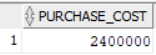 PURCHASE_COST
1 2400000